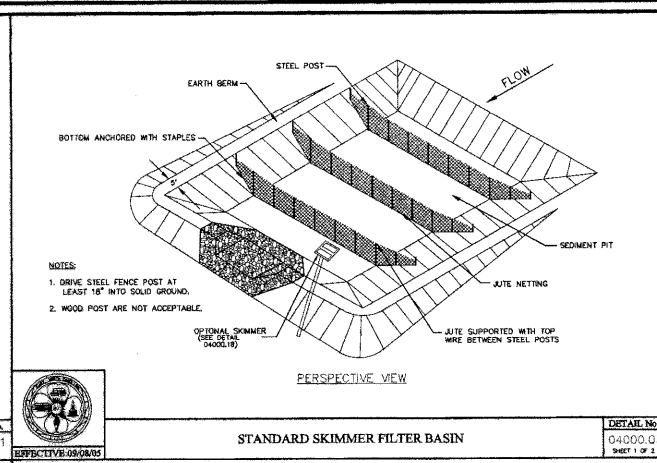 STEEL POST
FLOW
EARTH BERM
BOTTOM ANCHORED WITH STAPLES
5'
SEDIMENT PIT
NOTES:
JUTE NETTING
1. DRIVE STEEL FENCE POST AT
LEAST 18" INTO SOLID GROUND.
2. WOOD POST ARE NOT ACCEPTABLE.
OPTIONAL SKIMMER
(SEE DETAIL
04000.18)
JUTE SUPPORTED WITH TOP
WIRE BETWEEN STEEL POSTS
PERSPECTIVE VIEW
STANDARD SKIMMER FILTER BASIN
DETAIL No
04000.0
SHEET 1 OF 2
EFFECTIVE:09/08/05
1